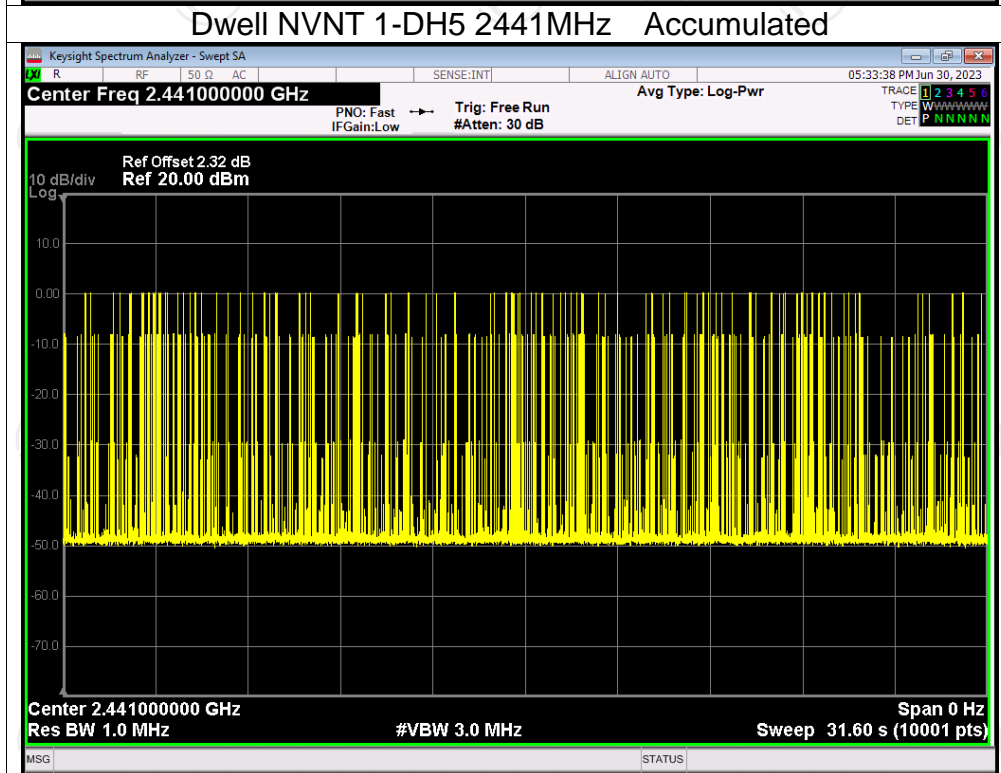 Dwell NVNT 1-DH5 2441MHz Accumulated
Keysight Spectrum Analyzer - Swept SA
LXI R RF 50 Ω AC SENSE:INT ALIGN AUTO 05:33:38 PM Jun 30, 2023
Center Freq 2.441000000 GHz
PNO: Fast
IFGain:Low
Trig: Free Run
#Atten: 30 dB
Avg Type: Log-Pwr
TRACE 1 2 3 4 5 6
TYPE WWWWWW
DET P N N N N N
Ref Offset 2.32 dB
10 dB/div Ref 20.00 dBm
Log
10.0
0.00
-10.0
-20.0
-30.0
-40.0
-50.0
-60.0
-70.0
Center 2.441000000 GHz Span 0 Hz
Res BW 1.0 MHz #VBW 3.0 MHz Sweep 31.60 s (10001 pts)
MSG STATUS